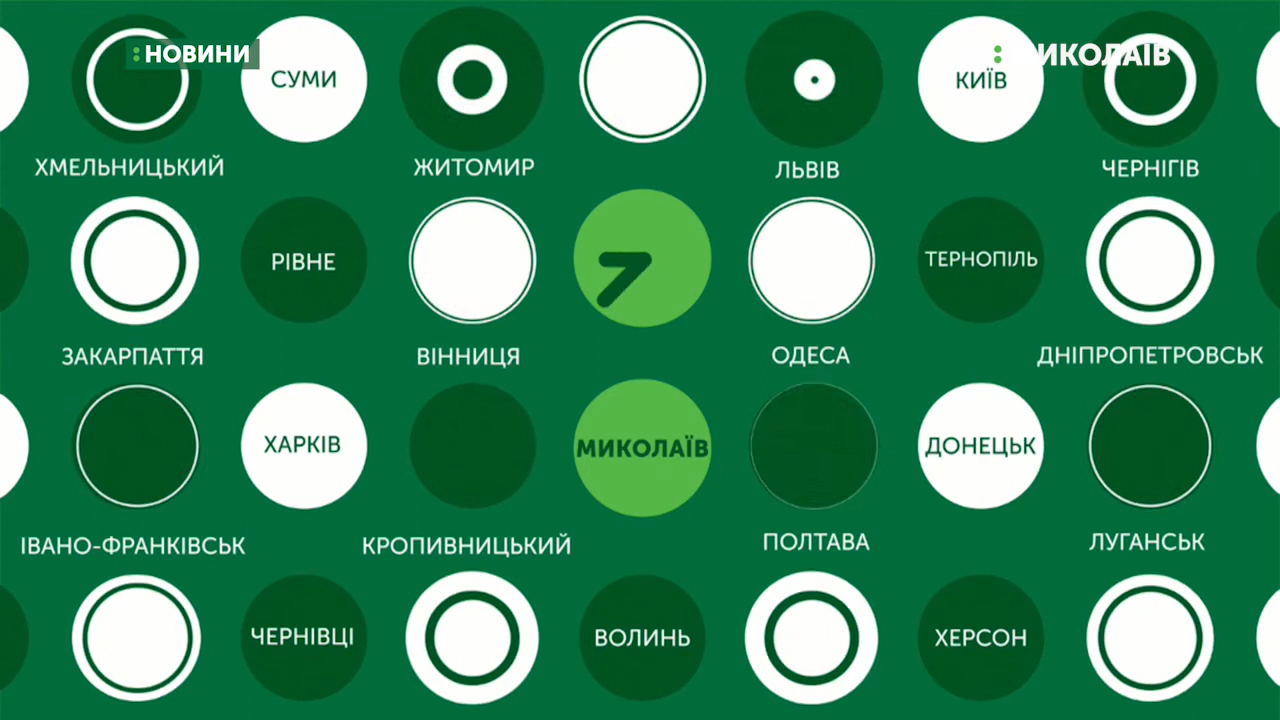 :НОВИНИ
СУМИ
КИЇВ
:МИКОЛАЇВ
ХМЕЛЬНИЦЬКИЙ
ЖИТОМИР
ЛЬВІВ
ЧЕРНІГІВ
РІВНЕ
ТЕРНОПІЛЬ
ЗАКАРПАТТЯ
ВІННИЦЯ
ОДЕСА
ДНІПРОПЕТРОВСЬК
ХАРКІВ
МИКОЛАЇВ
ДОНЕЦЬК
ІВАНО-ФРАНКІВСЬК
КРОПИВНИЦЬКИЙ
ПОЛТАВА
ЛУГАНСЬК
ЧЕРНІВЦІ
ВОЛИНЬ
ХЕРСОН